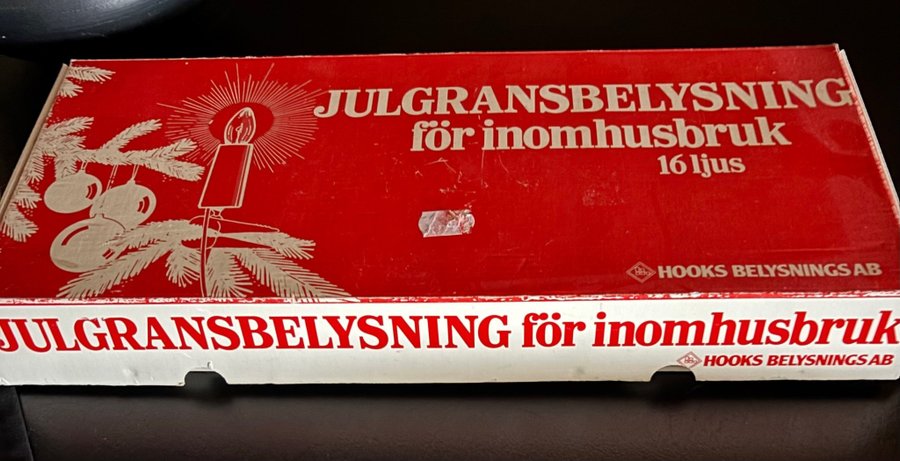 JULGRANSBELYSNING
för inomhusbruk
16 ljus
HOOKS BELYSNINGS AB
JULGRANSBELYSNING för inomhusbruk
HOOKS BELYSNINGS AB